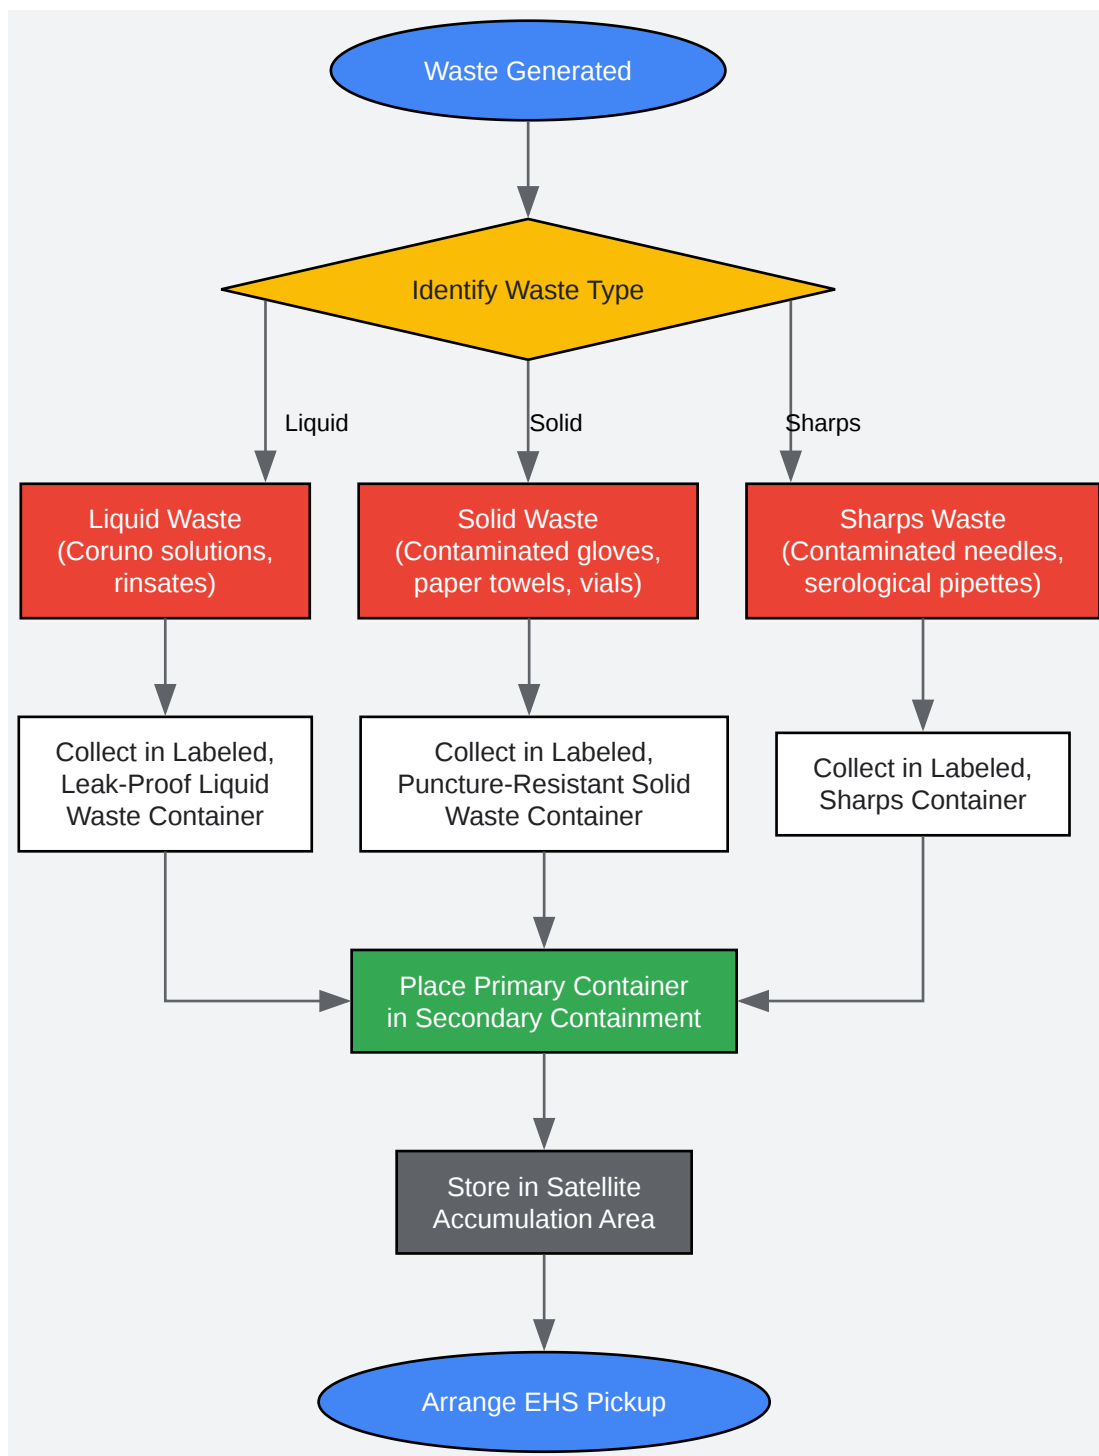 Waste Generated
Identify Waste Type
Liquid
Solid
Sharps
Liquid Waste
(Coruno solutions,
rinsates)
Solid Waste
(Contaminated gloves,
paper towels, vials)
Sharps Waste
(Contaminated needles,
serological pipettes)
Collect in Labeled,
Leak-Proof Liquid
Waste Container
Collect in Labeled,
Puncture-Resistant Solid
Waste Container
Collect in Labeled,
Sharps Container
Place Primary Container
in Secondary Containment
Store in Satellite
Accumulation Area
Arrange EHS Pickup